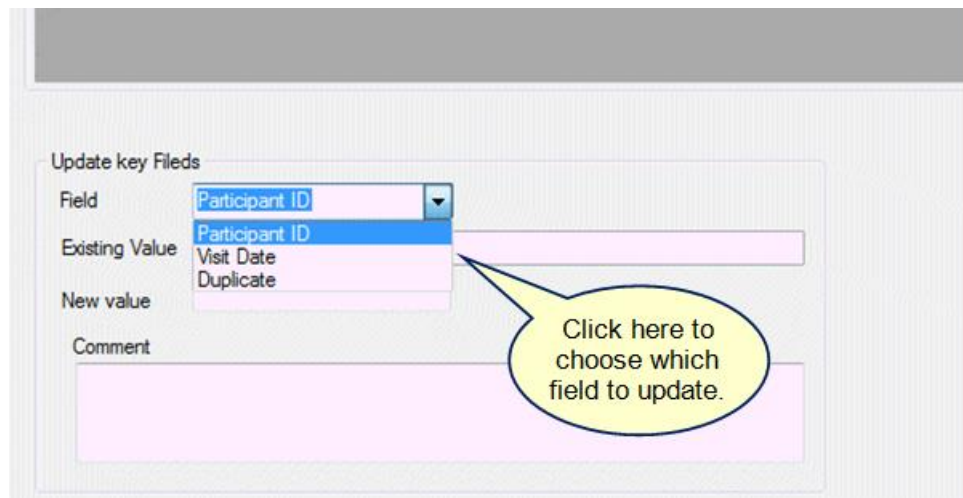 Update key Fileds
Field
Participant ID
Participant ID
Existing Value
Visit Date
Duplicate
New value
Comment
Click here to
choose which
field to update.